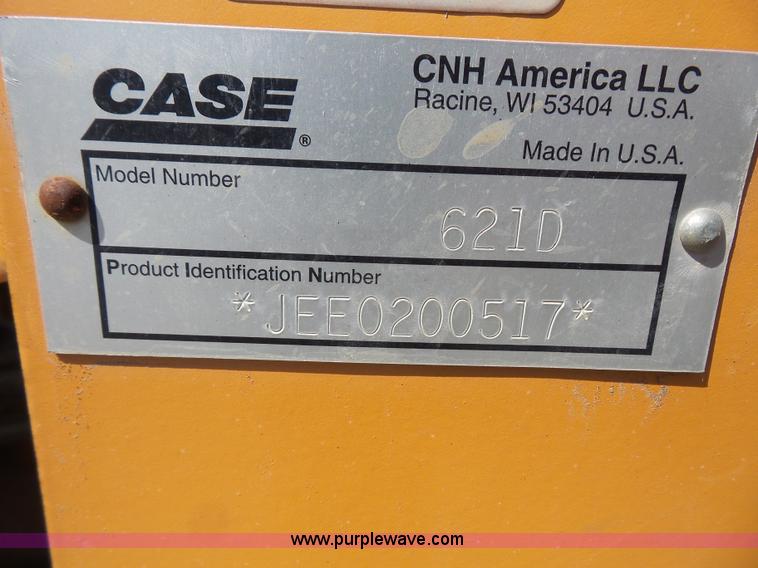 CASE®
CNH America LLC
Racine, WI 53404 U.S.A.
Made In U.S.A.
Model Number
621D
Product Identification Number
*JEE0200517*
www.purplewave.com